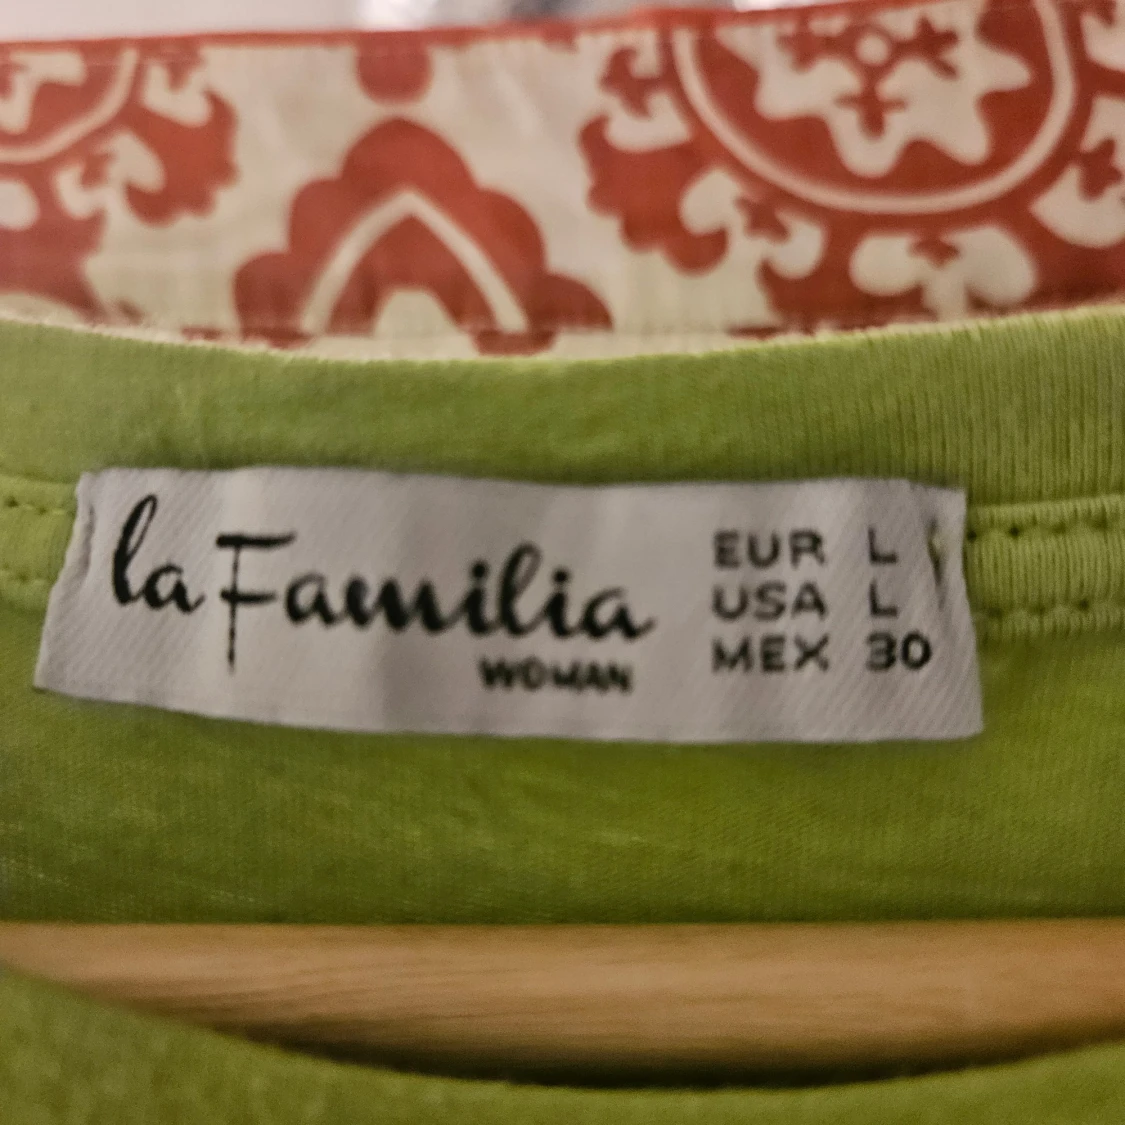 la Familia
WOMAN
EUR L
USA L
MEX 30